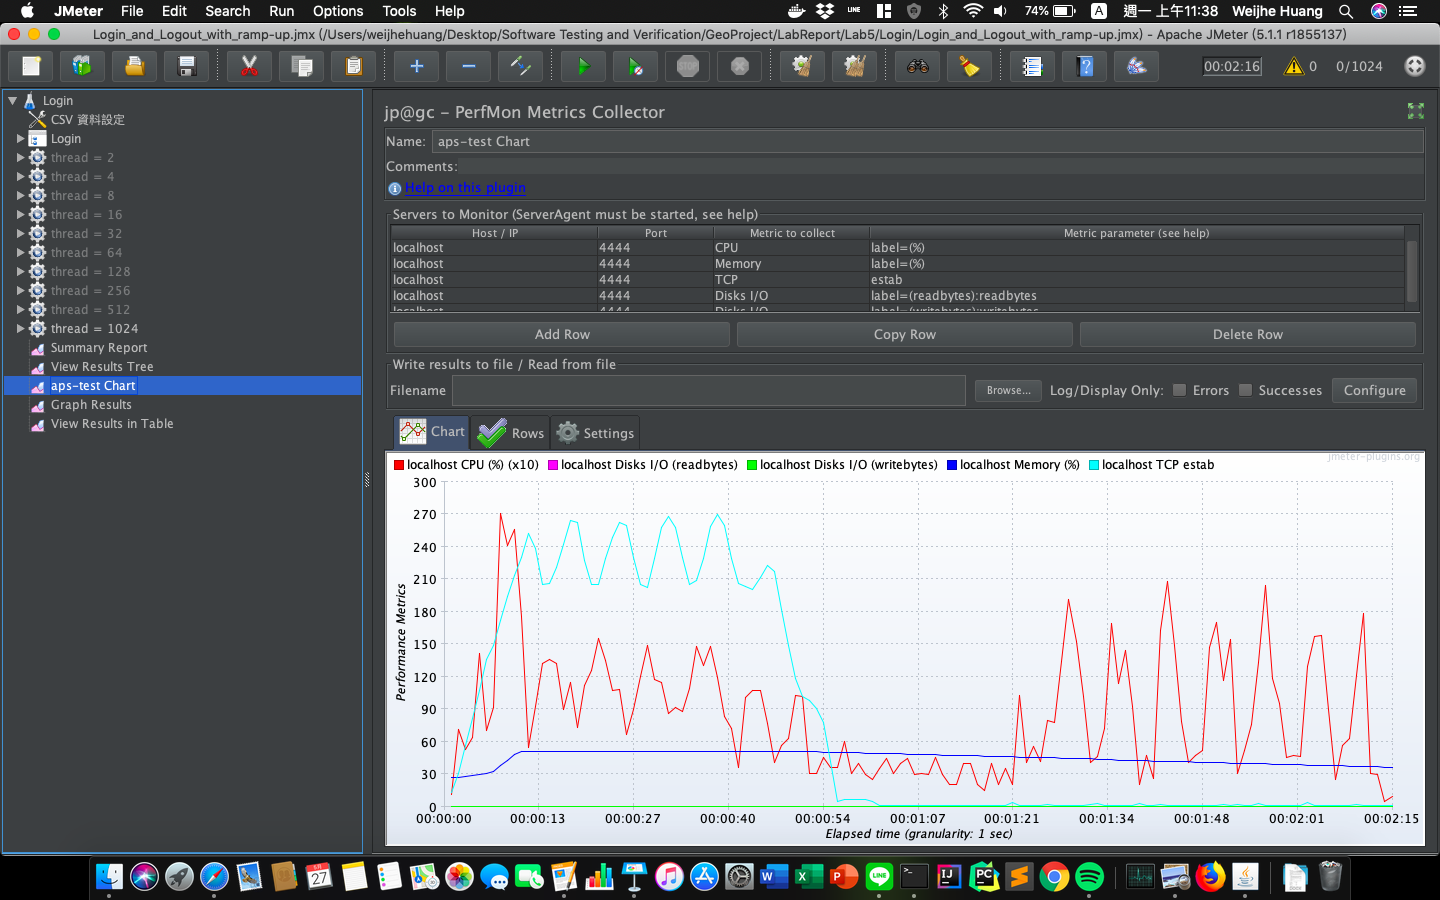 JMeter File Edit Search Run Options Tools Help LINE 74% A 週一 上午11:38 Weijhe Huang
Login_and_Logout_with_ramp-up.jmx (/Users/weijhehuang/Desktop/Software Testing and Verification/GeoProject/LabReport/Lab5/Login/Login_and_Logout_with_ramp-up.jmx) - Apache JMeter (5.1.1 r1855137)
STOP 00:02:16 0 0/1024
Login
CSV 資料設定
Login
thread = 2
thread = 4
thread = 8
thread = 16
thread = 32
thread = 64
thread = 128
thread = 256
thread = 512
thread = 1024
Summary Report
View Results Tree
aps-test Chart
Graph Results
View Results in Table
jp@gc - PerfMon Metrics Collector
Name: aps-test Chart
Comments:
Help on this plugin
Servers to Monitor (ServerAgent must be started, see help)
Host / IP Port Metric to collect Metric parameter (see help)
localhost 4444 CPU label=(%)
localhost 4444 Memory label=(%)
localhost 4444 TCP estab
localhost 4444 Disks I/O label=(readbytes):readbytes
localhost 4444 Disks I/O label=(writebytes):writebytes
Add Row Copy Row Delete Row
Write results to file / Read from file
Filename Browse... Log/Display Only: Errors Successes Configure
Chart Rows Settings
jmeter-plugins.org
localhost CPU (%) (x10) localhost Disks I/O (readbytes) localhost Disks I/O (writebytes) localhost Memory (%) localhost TCP estab
300
270
240
210
180
150
120
90
60
30
0
Performance Metrics
00:00:00 00:00:13 00:00:27 00:00:40 00:00:54 00:01:07 00:01:21 00:01:34 00:01:48 00:02:01 00:02:15
Elapsed time (granularity: 1 sec)
27
W X P LINE IJ PC S